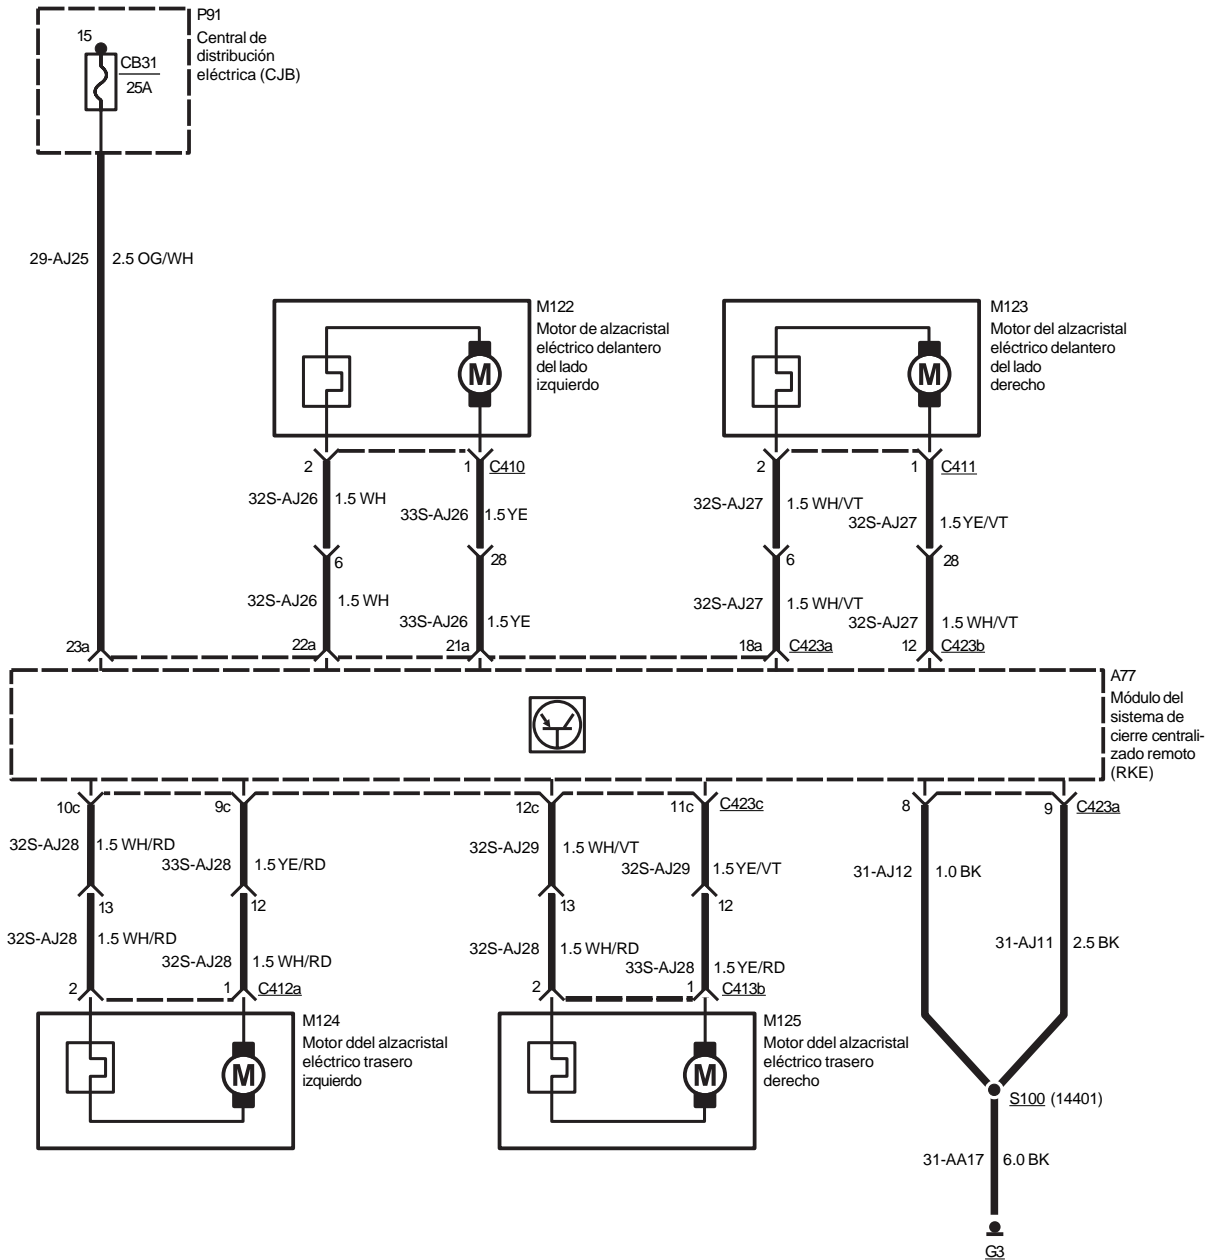 P91
Central de
distribución
eléctrica (CJB)
15
CB31
25A
29-AJ25
2.5 OG/WH
M122
Motor de alzacristal
eléctrico delantero
del lado
izquierdo
M
M123
Motor del alzacristal
eléctrico delantero
del lado
derecho
M
2
1
C410
2
1
C411
32S-AJ26
1.5 WH
33S-AJ26
1.5 YE
32S-AJ27
1.5 WH/VT
32S-AJ27
1.5 YE/VT
6
28
6
28
32S-AJ26
1.5 WH
33S-AJ26
1.5 YE
32S-AJ27
1.5 WH/VT
32S-AJ27
1.5 WH/VT
23a
22a
21a
18a
C423a
12
C423b
A77
Módulo del
sistema de
cierre centrali-
zado remoto
(RKE)
10c
9c
12c
11c
C423c
8
9
C423a
32S-AJ28
1.5 WH/RD
33S-AJ28
1.5 YE/RD
32S-AJ29
1.5 WH/VT
32S-AJ29
1.5 YE/VT
31-AJ12
1.0 BK
13
12
13
12
32S-AJ28
1.5 WH/RD
32S-AJ28
1.5 WH/RD
32S-AJ28
1.5 WH/RD
33S-AJ28
1.5 YE/RD
31-AJ11
2.5 BK
2
1
C412a
2
1
C413b
M124
Motor ddel alzacristal
eléctrico trasero
izquierdo
M
M125
Motor ddel alzacristal
eléctrico trasero
derecho
M
S100 (14401)
31-AA17
6.0 BK
G3